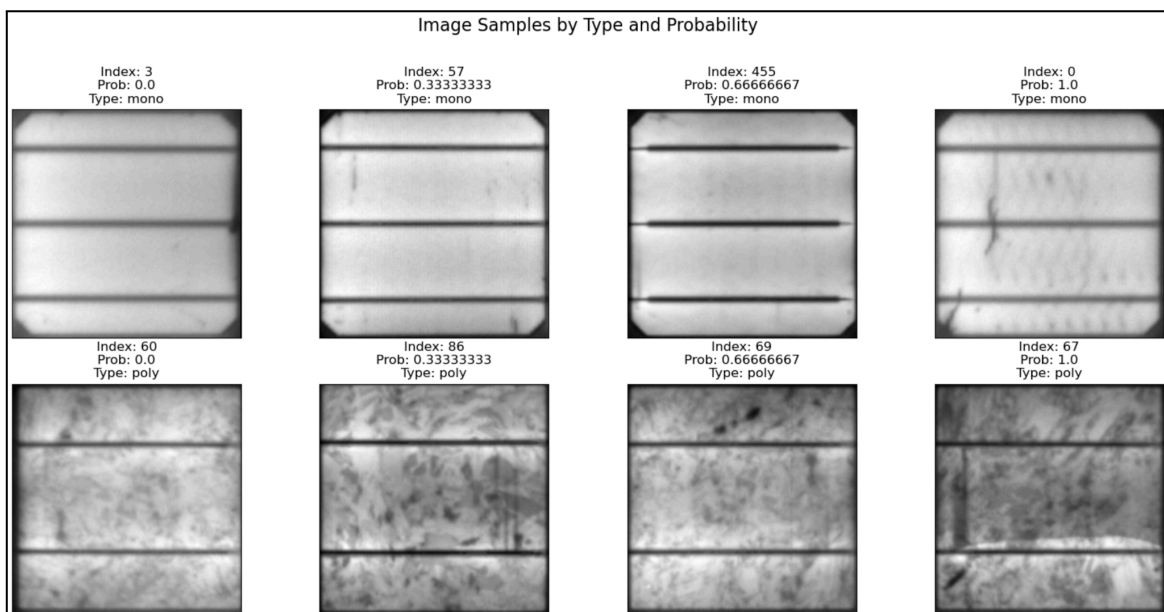 Image Samples by Type and Probability
Index: 3
Prob: 0.0
Type: mono
Index: 57
Prob: 0.33333333
Type: mono
Index: 455
Prob: 0.66666667
Type: mono
Index: 0
Prob: 1.0
Type: mono
Index: 60
Prob: 0.0
Type: poly
Index: 86
Prob: 0.33333333
Type: poly
Index: 69
Prob: 0.66666667
Type: poly
Index: 67
Prob: 1.0
Type: poly